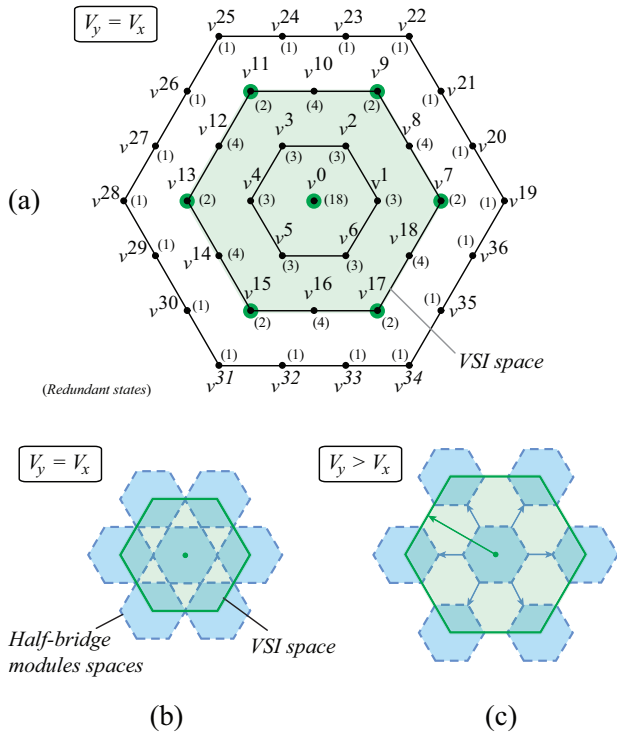 V_y = V_x
v^25 v^24 v^23 v^22
(1) (1) (1) (1)
v^11 v^10 v^9
v^26 (1) (2) (4) (2) (1) v^21
v^12 v^3 v^2 v^8
v^27 (1) (4) (3) (3) (4) (1) v^20
v^13 v^4 v^0 v^1 v^7
(a) v^28 (1) (2) (3) (18) (3) (2) (1) v^19
v^14 v^5 v^6 v^18
v^29 (1) (4) (3) (3) (4) (1) v^36
v^15 v^16 v^17
v^30 (1) (2) (4) (2) (1) v^35
(1) (1) (1) (1)
VSI space
v^31 v^32 v^33 v^34
(Redundant states)
V_y = V_x
V_y > V_x
Half-bridge
modules spaces
VSI space
(b) (c)